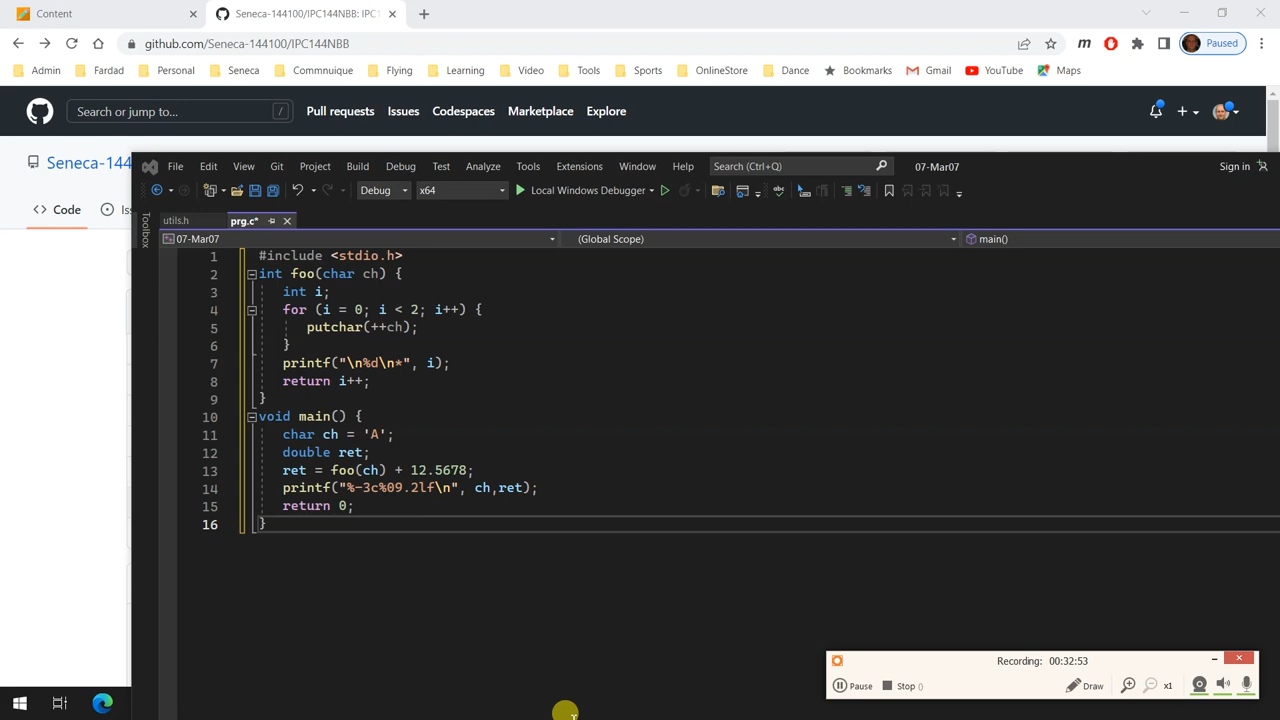 Content
Seneca-144100/IPC144NBB: IPC1
github.com/Seneca-144100/IPC144NBB
Paused
Admin Fardad Personal Seneca Commnuique Flying Learning Video Tools Sports OnlineStore Dance Bookmarks Gmail YouTube Maps
Search or jump to... /
Pull requests Issues Codespaces Marketplace Explore
Seneca-144
<> Code
Iss
File Edit View Git Project Build Debug Test Analyze Tools Extensions Window Help Search (Ctrl+Q) 07-Mar07 Sign in
Debug x64 Local Windows Debugger
Toolbox
utils.h prg.c*
07-Mar07 (Global Scope) main()
1 #include <stdio.h>
2 int foo(char ch) {
3 int i;
4 for (i = 0; i < 2; i++) {
5 putchar(++ch);
6 }
7 printf("\n%d\n*", i);
8 return i++;
9 }
10 void main() {
11 char ch = 'A';
12 double ret;
13 ret = foo(ch) + 12.5678;
14 printf("%-3c%09.2lf\n", ch,ret);
15 return 0;
16 }
Recording: 00:32:53
Pause Stop () Draw x1